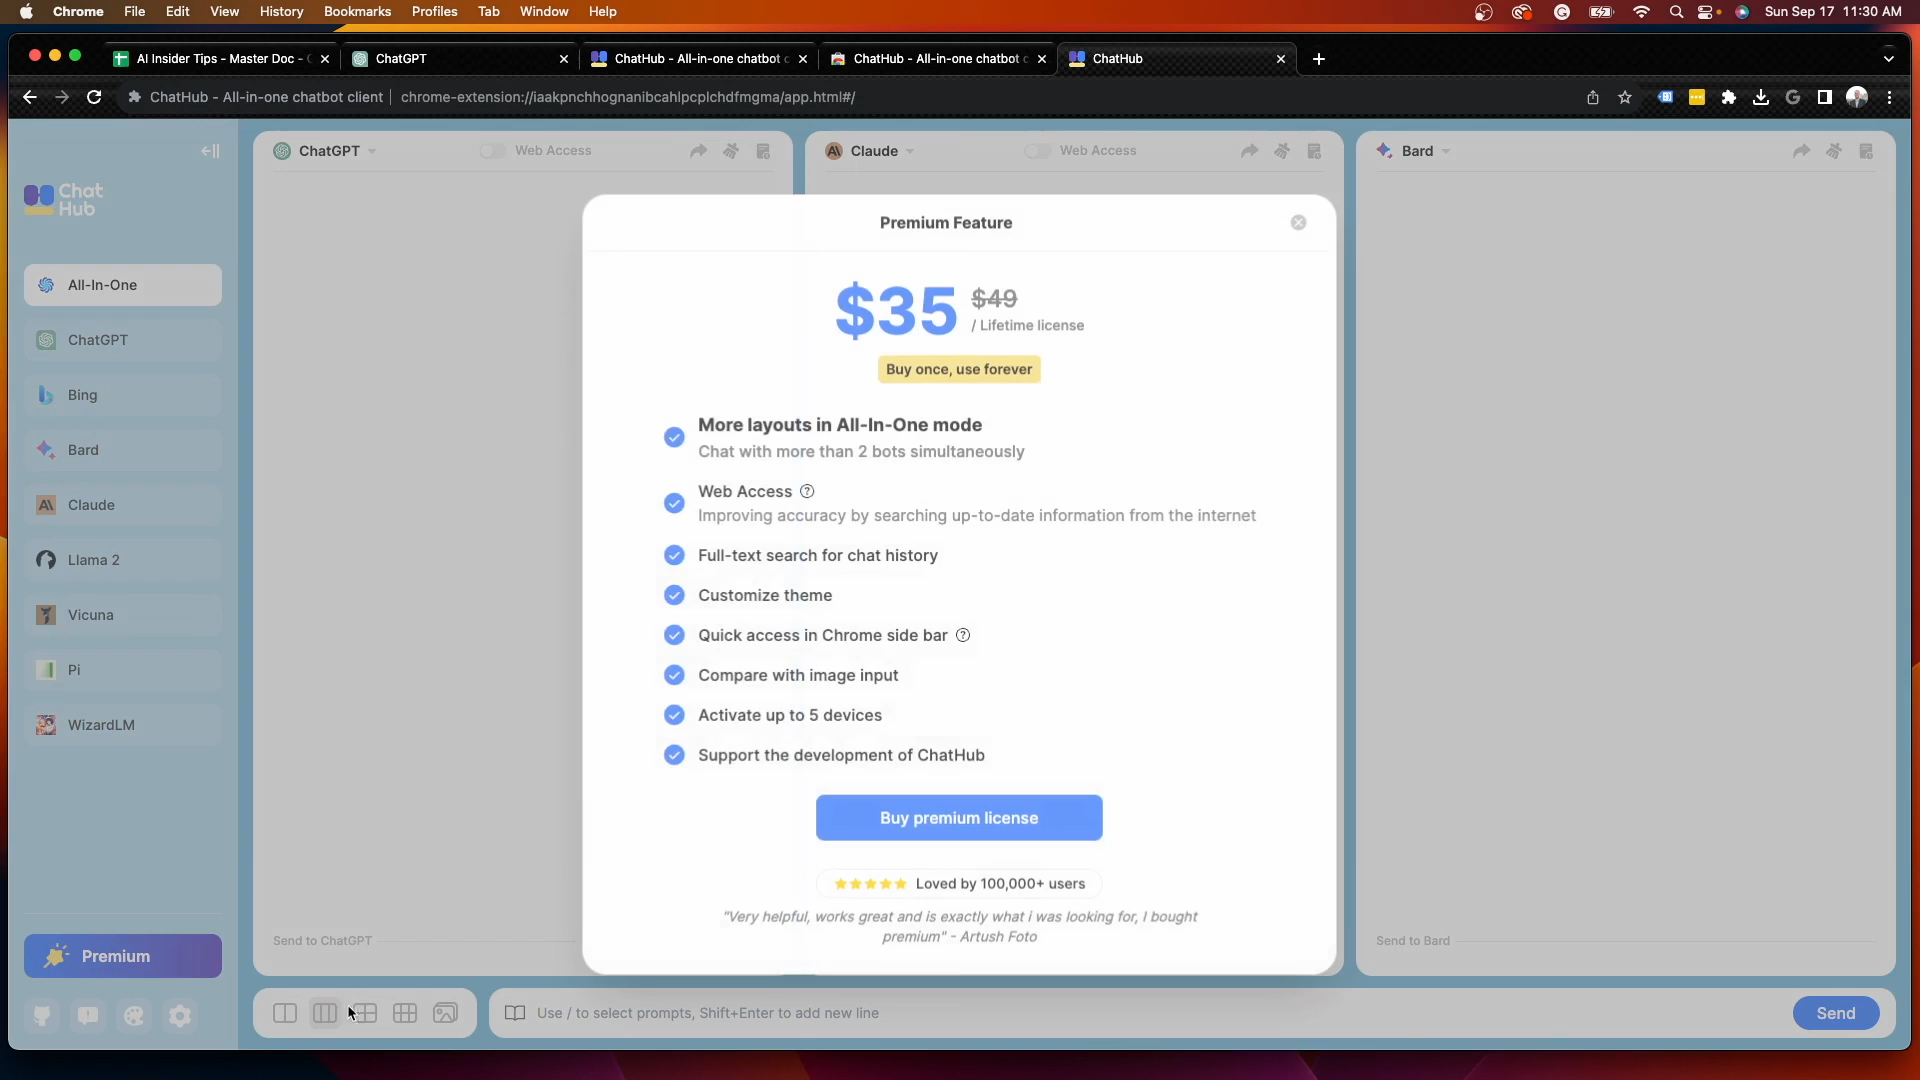 Chrome File Edit View History Bookmarks Profiles Tab Window Help Sun Sep 17 11:30 AM
AI Insider Tips - Master Doc - ChatGPT ChatHub - All-in-one chatbot ChatHub - All-in-one chatbot ChatHub
ChatHub - All-in-one chatbot client chrome-extension://iaakpnchhognanibcahlpcplchdfmgma/app.html#/
Chat
Hub
All-In-One
ChatGPT
Bing
Bard
Claude
Llama 2
Vicuna
Pi
WizardLM
Premium
ChatGPT Web Access
Claude Web Access
Bard
Premium Feature
$35 $49
/ Lifetime license
Buy once, use forever
More layouts in All-In-One mode
Chat with more than 2 bots simultaneously
Web Access
Improving accuracy by searching up-to-date information from the internet
Full-text search for chat history
Customize theme
Quick access in Chrome side bar
Compare with image input
Activate up to 5 devices
Support the development of ChatHub
Buy premium license
Loved by 100,000+ users
"Very helpful, works great and is exactly what i was looking for, I bought
premium" - Artush Foto
Send to ChatGPT
Send to Bard
Use / to select prompts, Shift+Enter to add new line
Send